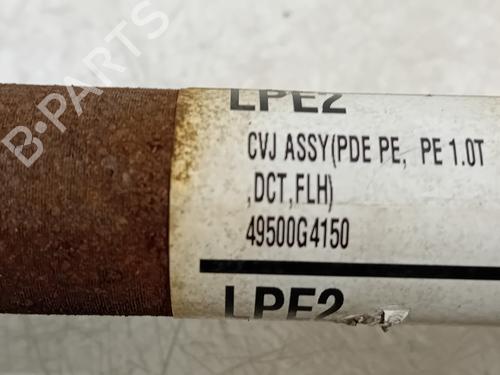 LPE2
CVJ ASSY(PDE PE, PE 1.0T
,DCT,FLH)
49500G4150
LPE2
B-PARTS